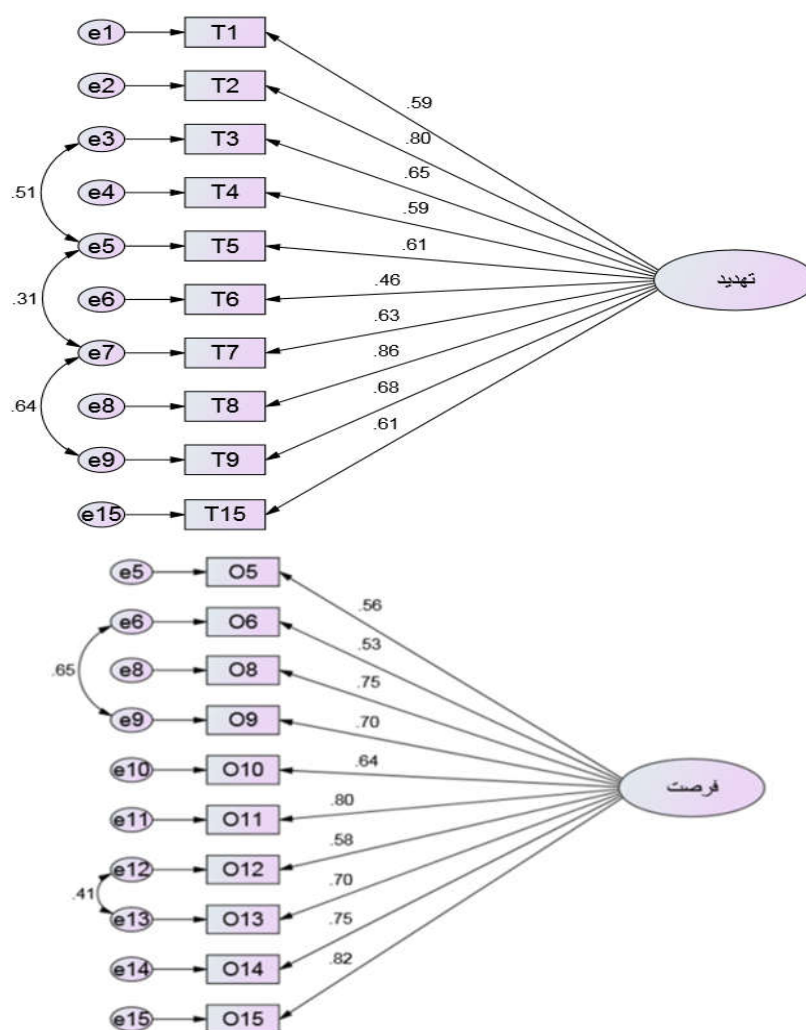 e1 T1
.59
e2 T2
.80
e3 T3
.65
.51
e4 T4
.59
e5 T5
.61
تهديد
.31
e6 T6
.46
e7 T7
.63
.64
e8 T8
.86
e9 T9
.68
e15 T15
.61
e5 O5
.56
e6 O6
.53
.65
e8 O8
.75
e9 O9
.70
e10 O10
.64
فرصت
e11 O11
.80
e12 O12
.58
.41
e13 O13
.70
e14 O14
.75
e15 O15
.82